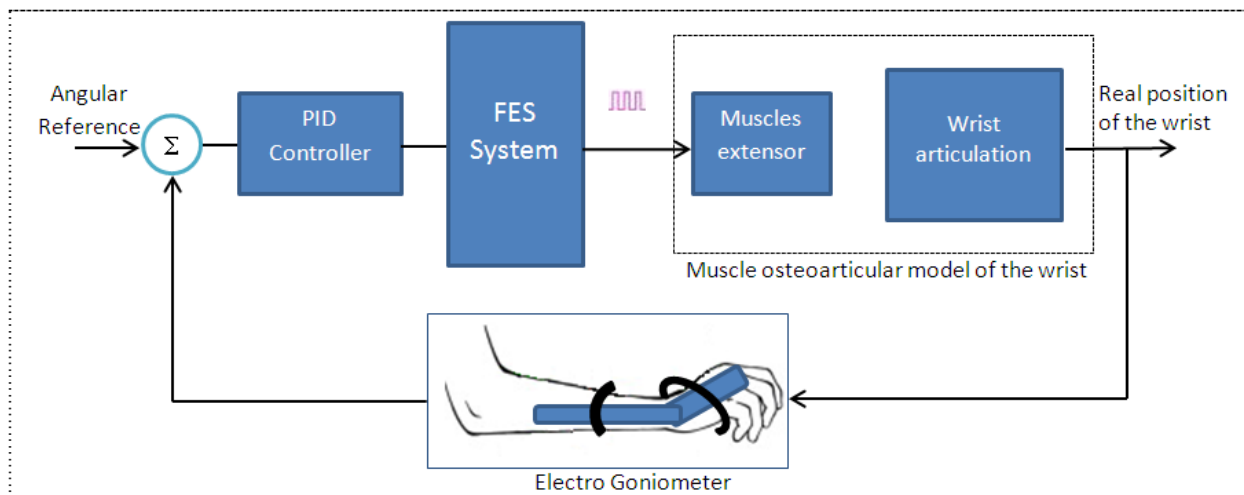 Angular
Reference
Σ
PID
Controller
FES
System
Muscles
extensor
Wrist
articulation
Real position
of the wrist
Muscle osteoarticular model of the wrist
Electro Goniometer